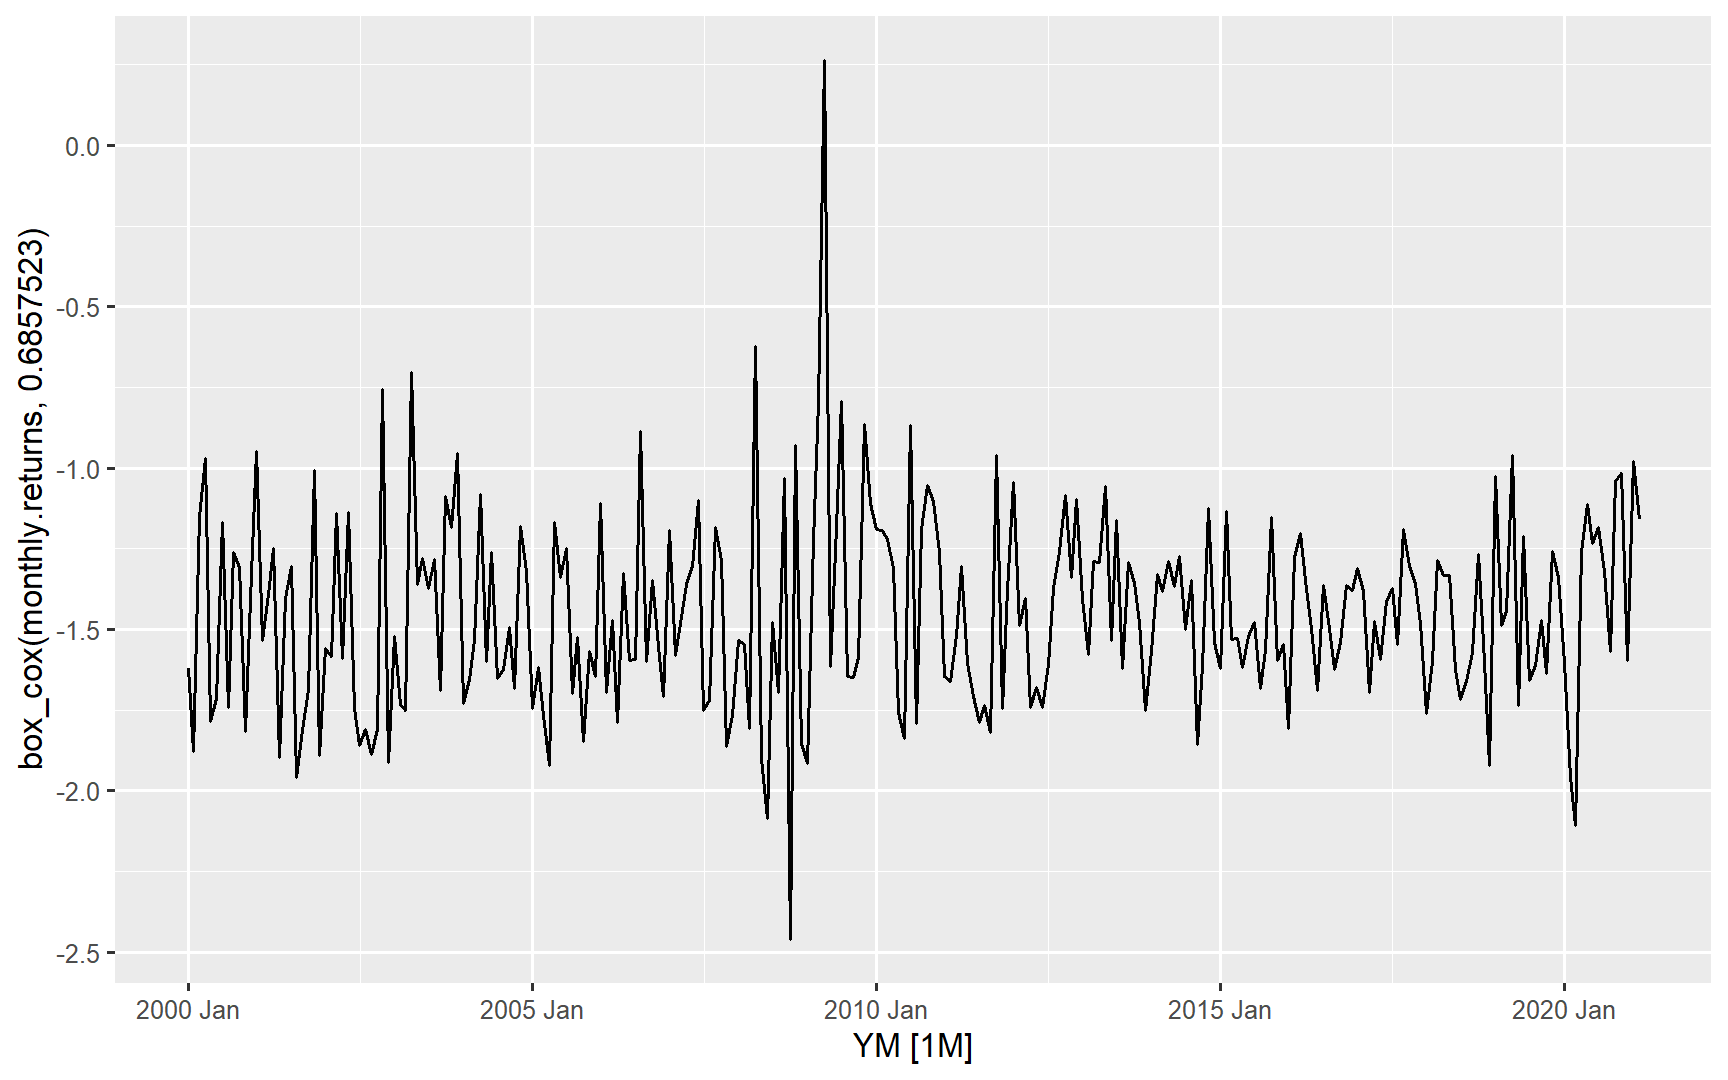 box_cox(monthly.returns, 0.6857523)
0.0
-0.5
-1.0
-1.5
-2.0
-2.5
2000 Jan
2005 Jan
2010 Jan
2015 Jan
2020 Jan
YM [1M]